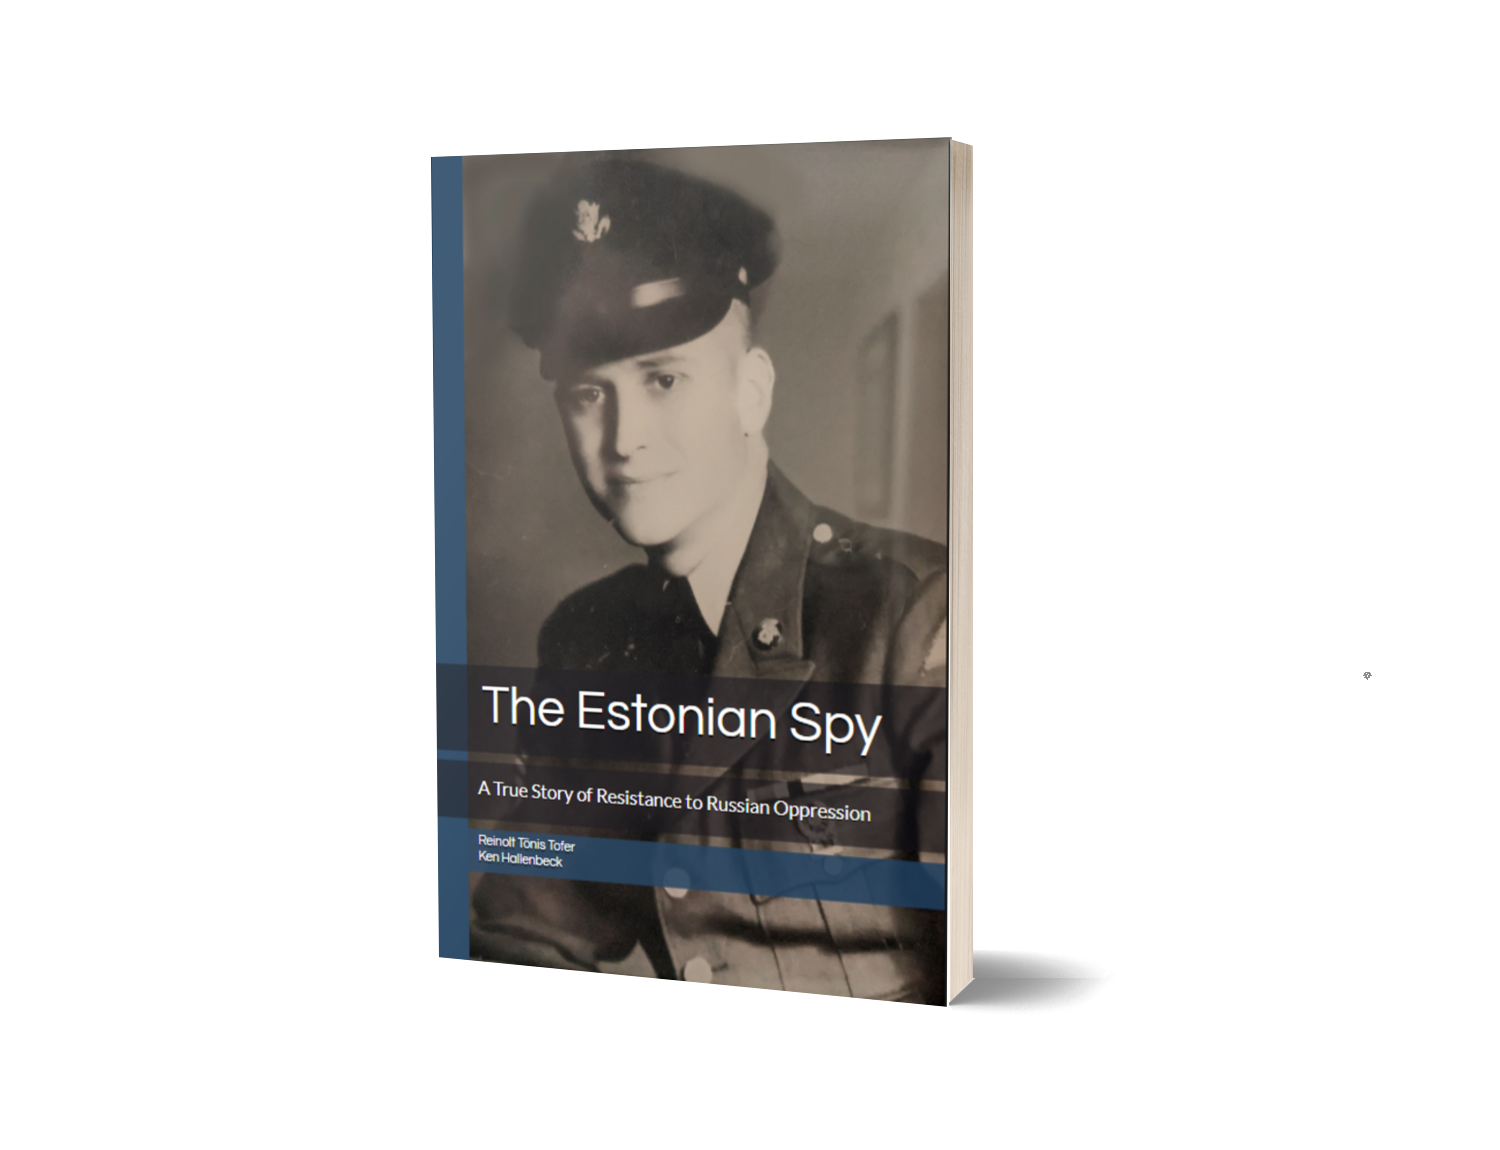 The Estonian Spy
A True Story of Resistance to Russian Oppression
Reinolt Tõnis Tofer
Ken Hallenbeck